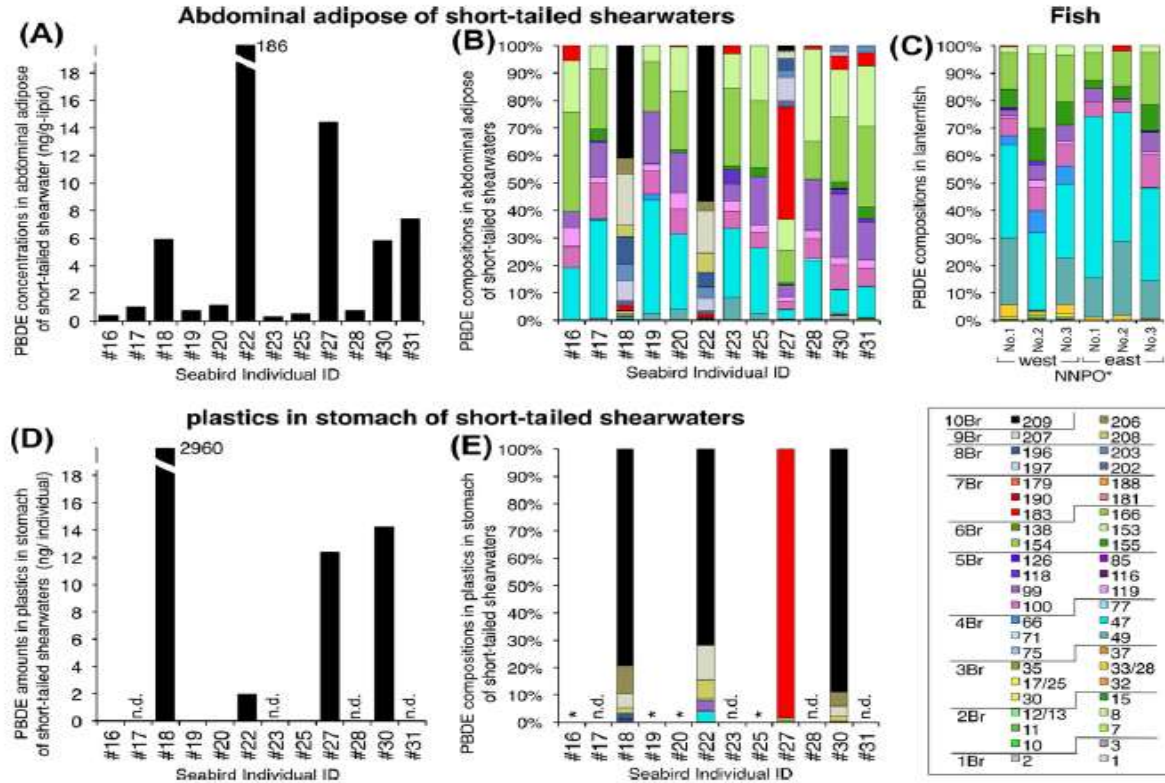 Abdominal adipose of short-tailed shearwaters
Fish
(A)
PBDE concentrations in abdominal adipose
of short-tailed shearwater (ng/g-lipid)
186
18
16
14
12
10
8
6
4
2
0
#16 #17 #18 #19 #20 #22 #23 #25 #27 #28 #30 #31
Seabird Individual ID
(B)
PBDE compositions in abdominal adipose
of short-tailed shearwaters
100%
90%
80%
70%
60%
50%
40%
30%
20%
10%
0%
#16 #17 #18 #19 #20 #22 #23 #25 #27 #28 #30 #31
Seabird Individual ID
(C)
PBDE compositions in lanternfish
100%
90%
80%
70%
60%
50%
40%
30%
20%
10%
0%
No.1 No.2 No.3 No.1 No.2 No.3
west east
NNPO*
plastics in stomach of short-tailed shearwaters
(D)
PBDE amounts in plastics in stomach
of short-tailed shearwaters (ng/ individual)
2960
18
16
14
12
10
8
6
4
2
0
n.d. n.d. n.d. n.d.
#16 #17 #18 #19 #20 #22 #23 #25 #27 #28 #30 #31
Seabird Individual ID
(E)
PBDE compositions in plastics in stomach
of short-tailed shearwaters
100%
90%
80%
70%
60%
50%
40%
30%
20%
10%
0%
* n.d. * * n.d. * n.d. n.d.
#16 #17 #18 #19 #20 #22 #23 #25 #27 #28 #30 #31
Seabird Individual ID
10Br 209 206
9Br 207 208
8Br 196 203
197 202
7Br 179 188
190 181
183 166
6Br 138 153
154 155
5Br 126 85
118 116
99 119
100 77
4Br 66 47
71 49
75 37
3Br 35 33/28
17/25 32
30 15
2Br 12/13 8
11 7
10 3
1Br 2 1